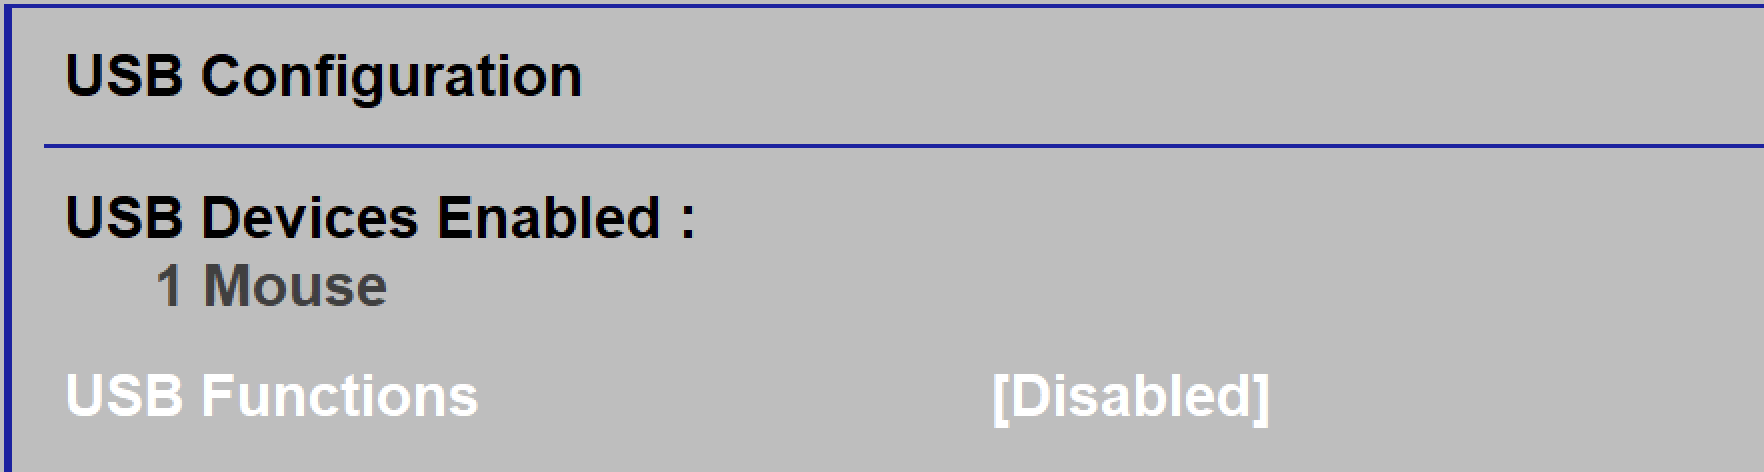 USB Configuration
USB Devices Enabled :
1 Mouse
USB Functions [Disabled]